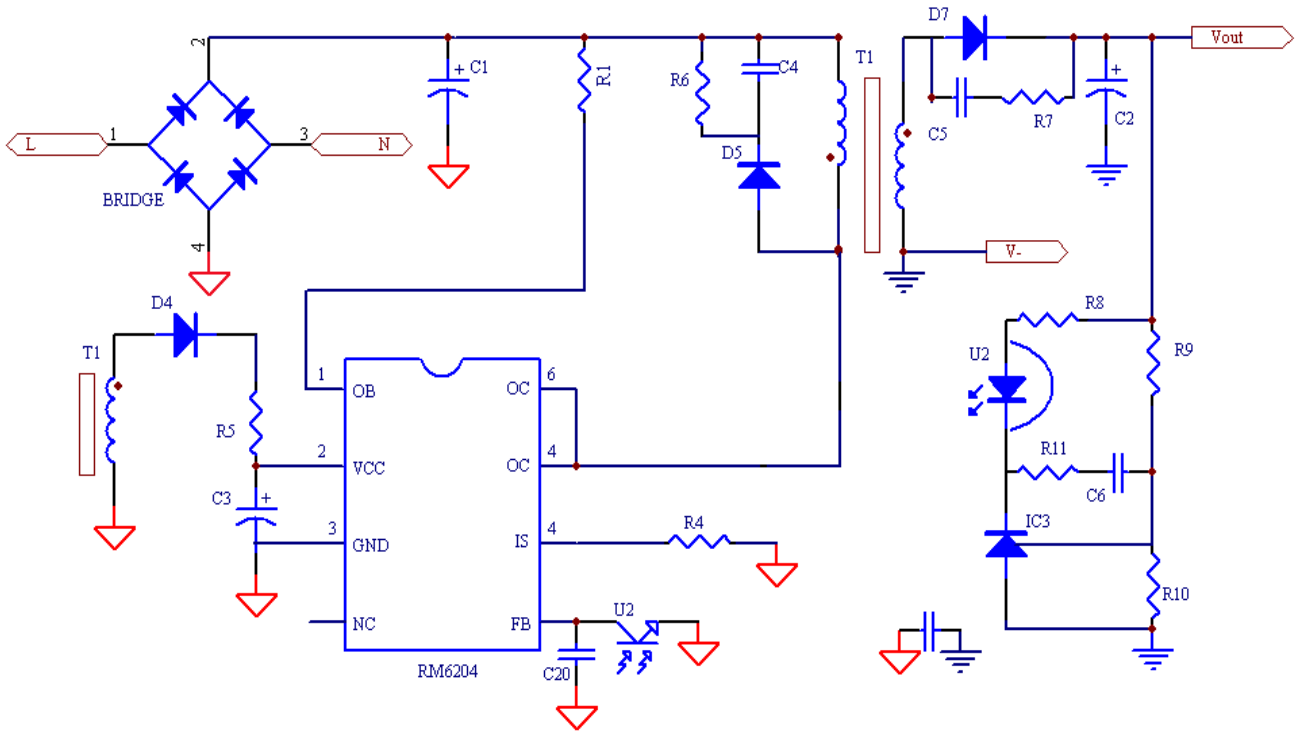 D7
Vout
2
C1
R1
R6
C4
T1
C5
R7
C2
L
1
3
N
D5
BRIDGE
4
V-
D4
T1
R8
U2
R9
1
OB
OC
6
R5
2
VCC
OC
4
R11
C6
C3
3
GND
IS
4
R4
IC3
NC
FB
U2
R10
RM6204
C20
+
+
+